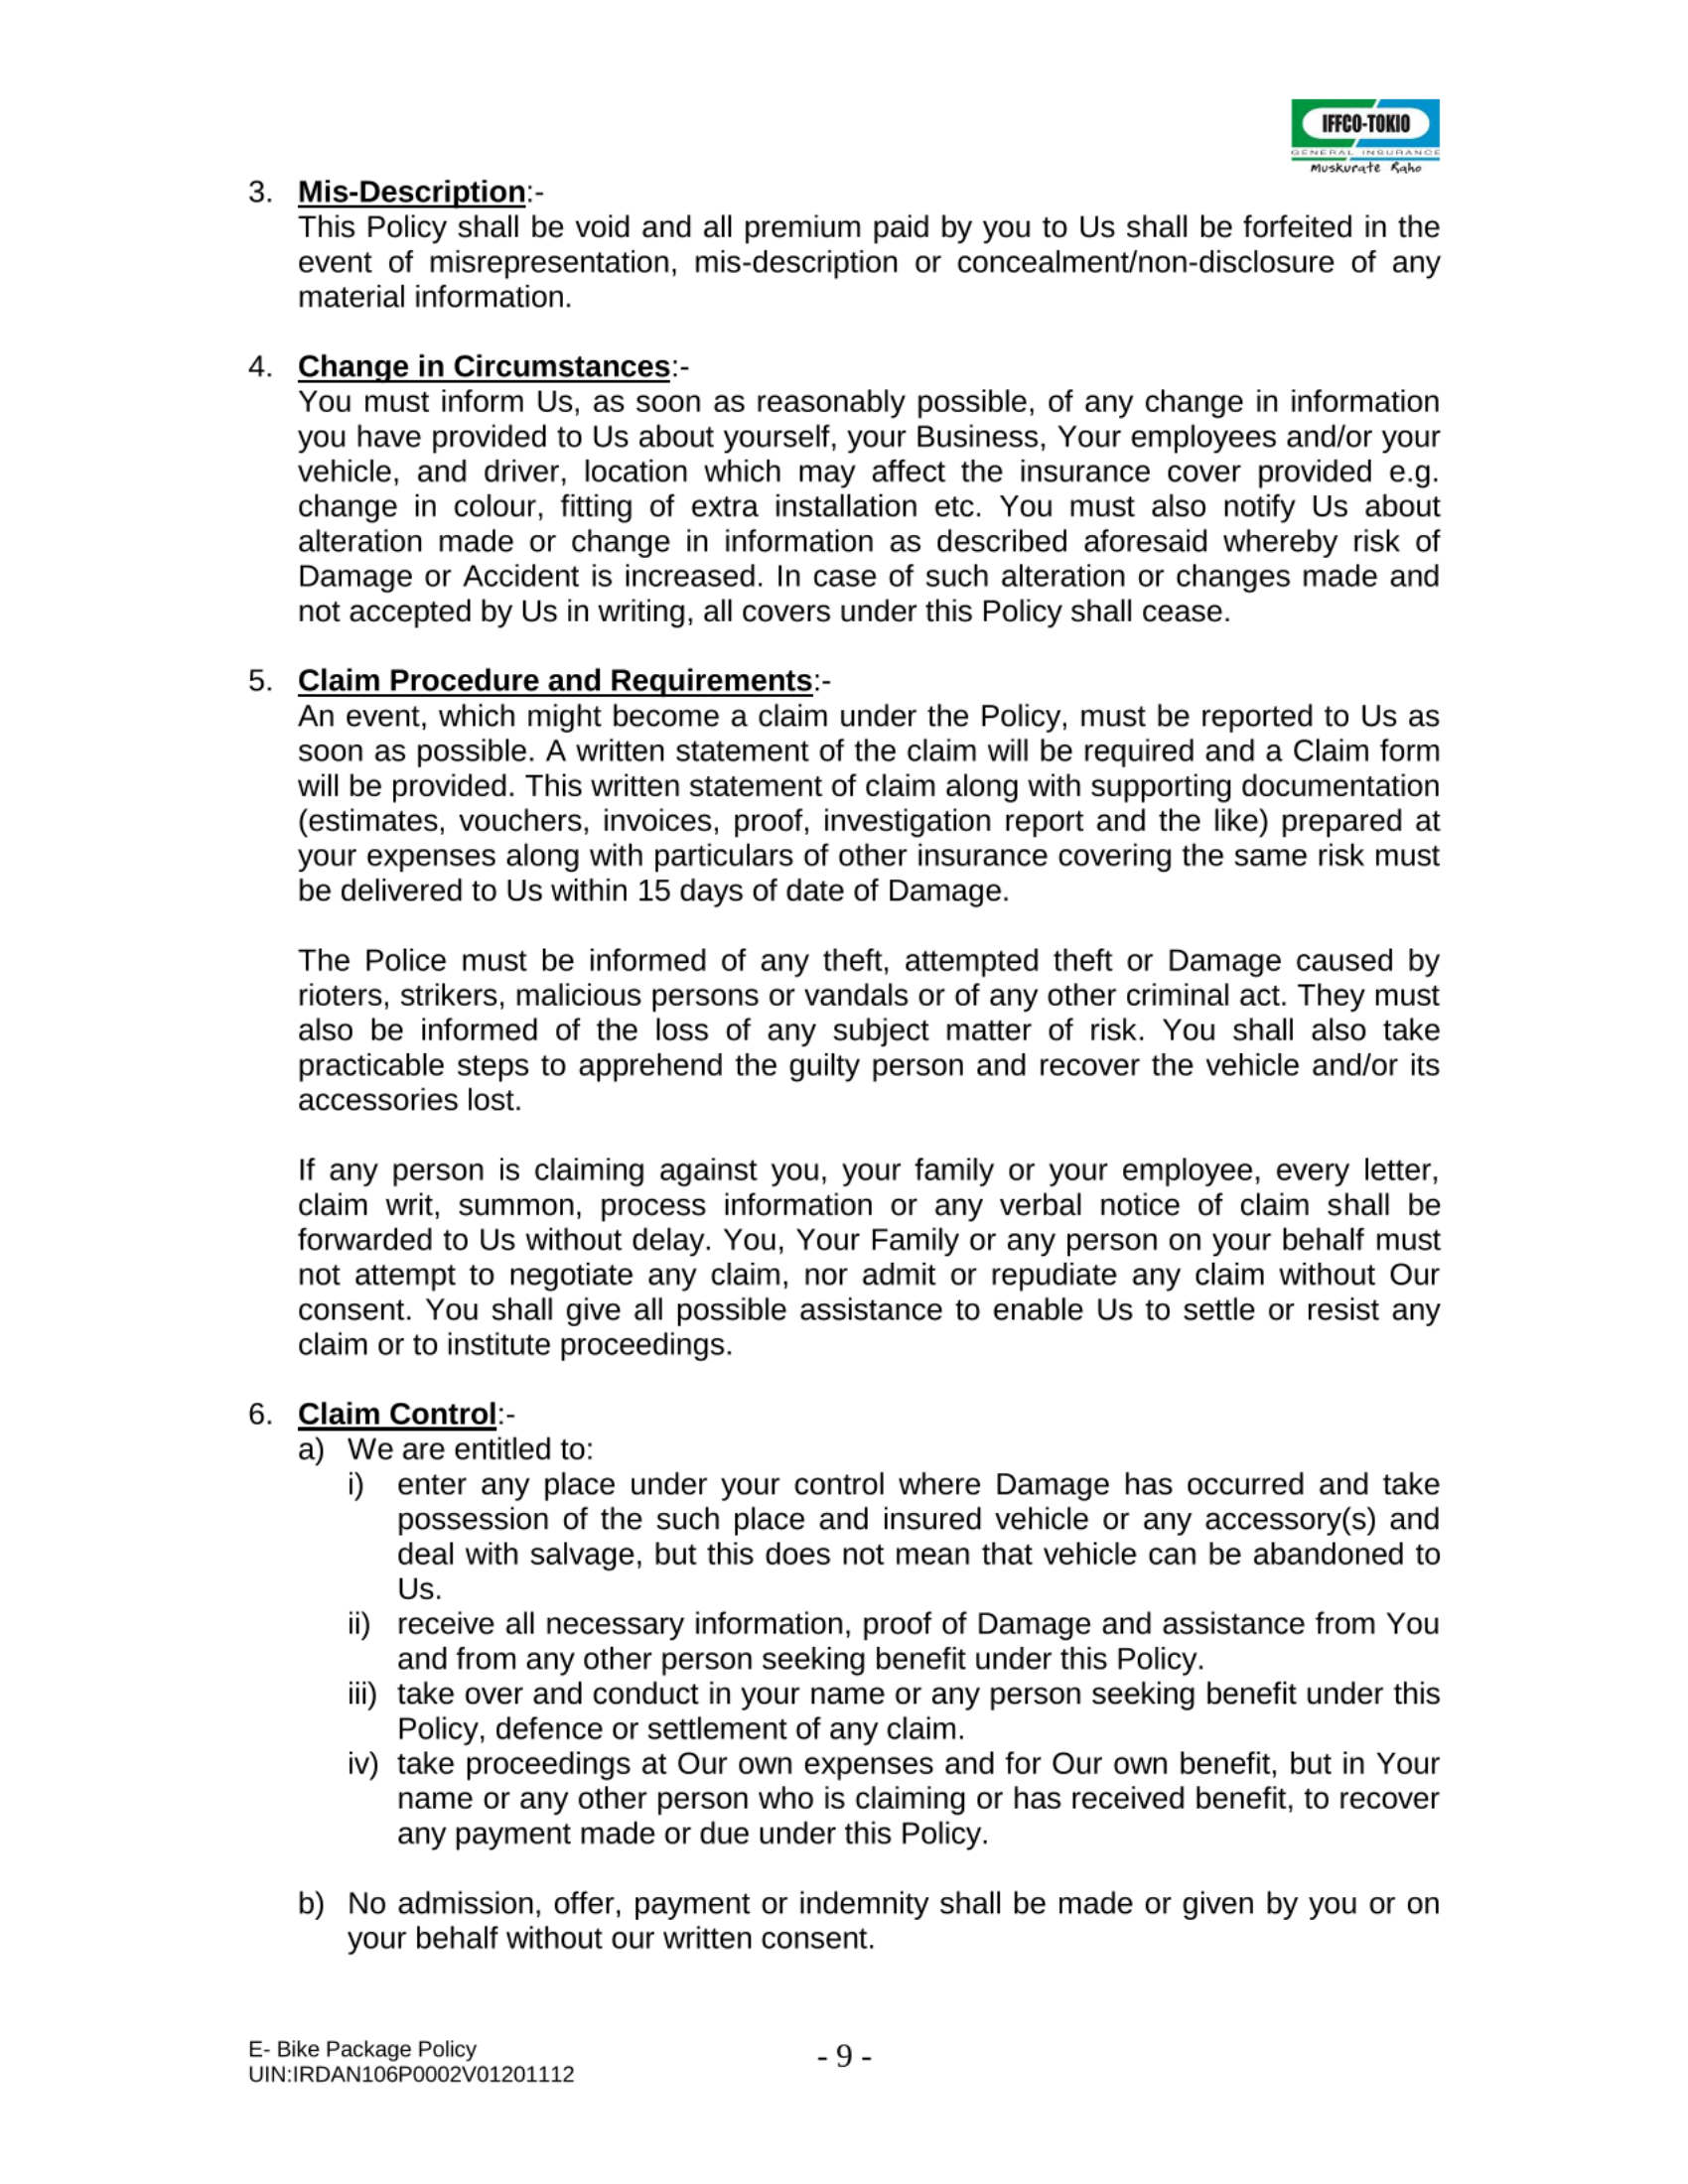 IFFCO-TOKIO
GENERAL INSURANCE
Muskurate Raho
3. Mis-Description:-
This Policy shall be void and all premium paid by you to Us shall be forfeited in the
event of misrepresentation, mis-description or concealment/non-disclosure of any
material information.
4. Change in Circumstances:-
You must inform Us, as soon as reasonably possible, of any change in information
you have provided to Us about yourself, your Business, Your employees and/or your
vehicle, and driver, location which may affect the insurance cover provided e.g.
change in colour, fitting of extra installation etc. You must also notify Us about
alteration made or change in information as described aforesaid whereby risk of
Damage or Accident is increased. In case of such alteration or changes made and
not accepted by Us in writing, all covers under this Policy shall cease.
5. Claim Procedure and Requirements:-
An event, which might become a claim under the Policy, must be reported to Us as
soon as possible. A written statement of the claim will be required and a Claim form
will be provided. This written statement of claim along with supporting documentation
(estimates, vouchers, invoices, proof, investigation report and the like) prepared at
your expenses along with particulars of other insurance covering the same risk must
be delivered to Us within 15 days of date of Damage.
The Police must be informed of any theft, attempted theft or Damage caused by
rioters, strikers, malicious persons or vandals or of any other criminal act. They must
also be informed of the loss of any subject matter of risk. You shall also take
practicable steps to apprehend the guilty person and recover the vehicle and/or its
accessories lost.
If any person is claiming against you, your family or your employee, every letter,
claim writ, summon, process information or any verbal notice of claim shall be
forwarded to Us without delay. You, Your Family or any person on your behalf must
not attempt to negotiate any claim, nor admit or repudiate any claim without Our
consent. You shall give all possible assistance to enable Us to settle or resist any
claim or to institute proceedings.
6. Claim Control:-
a) We are entitled to:
i) enter any place under your control where Damage has occurred and take
possession of the such place and insured vehicle or any accessory(s) and
deal with salvage, but this does not mean that vehicle can be abandoned to
Us.
ii) receive all necessary information, proof of Damage and assistance from You
and from any other person seeking benefit under this Policy.
iii) take over and conduct in your name or any person seeking benefit under this
Policy, defence or settlement of any claim.
iv) take proceedings at Our own expenses and for Our own benefit, but in Your
name or any other person who is claiming or has received benefit, to recover
any payment made or due under this Policy.
b) No admission, offer, payment or indemnity shall be made or given by you or on
your behalf without our written consent.
E- Bike Package Policy
UIN:IRDAN106P0002V01201112
- 9 -